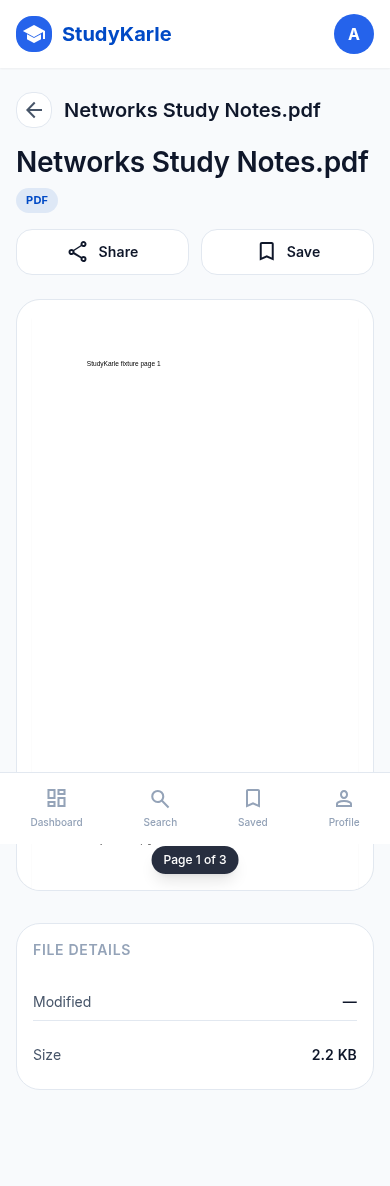 StudyKarle
A
Networks Study Notes.pdf
Networks Study Notes.pdf
PDF
Share
Save
StudyKarle fixture page 1
Dashboard
Search
Saved
Profile
Page 1 of 3
FILE DETAILS
Modified —
Size 2.2 KB